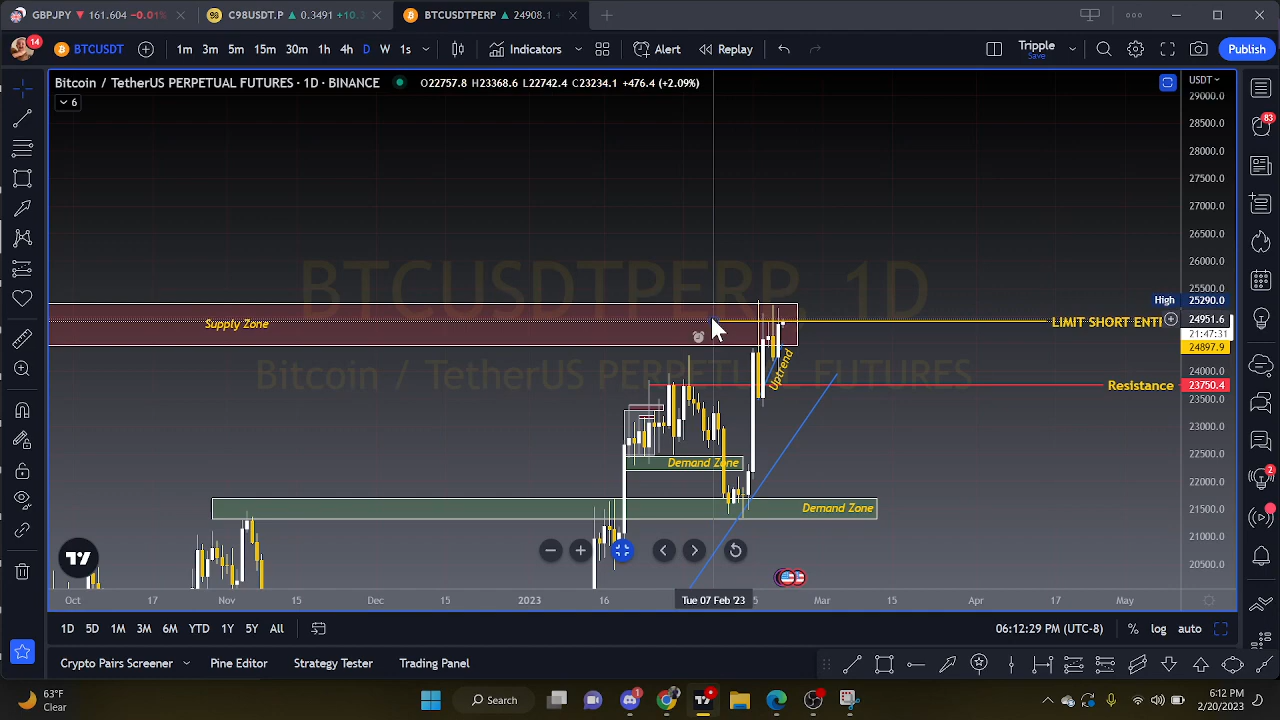 GBPJPY 161.604 -0.01%
C98USDT.P 0.3491 +10.
BTCUSDTPERP 24908.1
14
BTCUSDT
1m 3m 5m 15m 30m 1h 4h D W 1s
Indicators
Alert
Replay
Tripple
Save
Publish
Bitcoin / TetherUS PERPETUAL FUTURES · 1D · BINANCE
O22757.8 H23368.6 L22742.4 C23234.1 +476.4 (+2.09%)
USDT
6
29000.0
28500.0
83
28000.0
27500.0
27000.0
26500.0
26000.0
25500.0
BTCUSDTPERP, 1D
Bitcoin / TetherUS PERPETUAL FUTURES
High 25290.0
Supply Zone
LIMIT SHORT ENTI
24951.6
21:47:31
24897.9
24000.0
Uptrend
Resistance
23750.4
23500.0
23000.0
22500.0
Demand Zone
22000.0
2
21500.0
Demand Zone
21000.0
20500.0
Oct 17 Nov 15 Dec 15 2023 16 Tue 07 Feb '23 5 Mar 15 Apr 17 May
1D 5D 1M 3M 6M YTD 1Y 5Y All
06:12:29 PM (UTC-8)
% log auto
Crypto Pairs Screener
Pine Editor
Strategy Tester
Trading Panel
63°F
Clear
Search
1
6:12 PM
2/20/2023